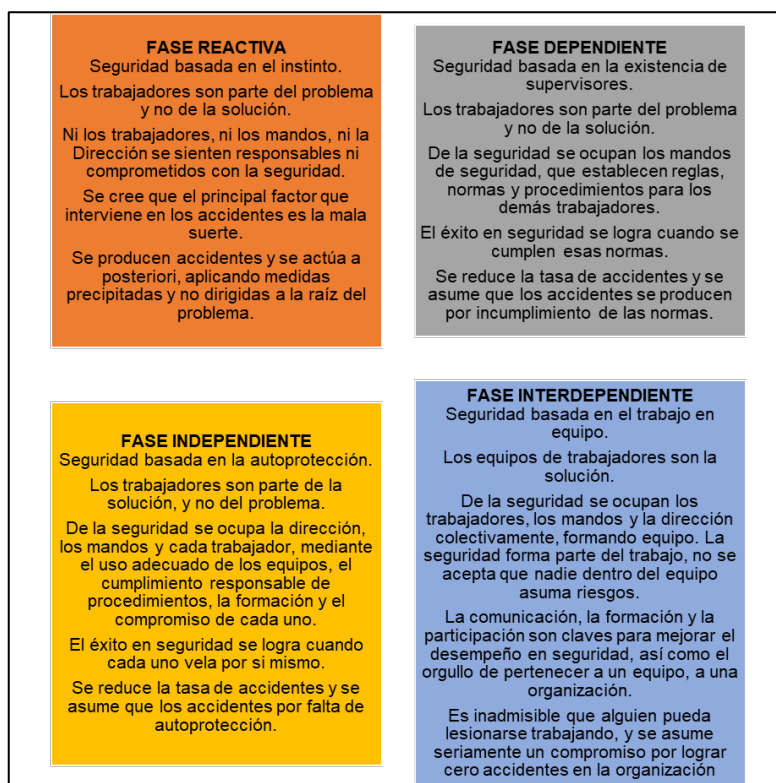 FASE REACTIVA
Seguridad basada en el instinto.
Los trabajadores son parte del problema
y no de la solución.
Ni los trabajadores, ni los mandos, ni la
Dirección se sienten responsables ni
comprometidos con la seguridad.
Se cree que el principal factor que
interviene en los accidentes es la mala
suerte.
Se producen accidentes y se actúa a
posteriori, aplicando medidas
precipitadas y no dirigidas a la raíz del
problema.
FASE DEPENDIENTE
Seguridad basada en la existencia de
supervisores.
Los trabajadores son parte del problema
y no de la solución.
De la seguridad se ocupan los mandos
de seguridad, que establecen reglas,
normas y procedimientos para los
demás trabajadores.
El éxito en seguridad se logra cuando se
cumplen esas normas.
Se reduce la tasa de accidentes y se
asume que los accidentes se producen
por incumplimiento de las normas.
FASE INDEPENDIENTE
Seguridad basada en la autoprotección.
Los trabajadores son parte de la
solución, y no del problema.
De la seguridad se ocupa la dirección,
los mandos y cada trabajador, mediante
el uso adecuado de los equipos, el
cumplimiento responsable de
procedimientos, la formación y el
compromiso de cada uno.
El éxito en seguridad se logra cuando
cada uno vela por si mismo.
Se reduce la tasa de accidentes y se
asume que los accidentes por falta de
autoprotección.
FASE INTERDEPENDIENTE
Seguridad basada en el trabajo en
equipo.
Los equipos de trabajadores son la
solución.
De la seguridad se ocupan los
trabajadores, los mandos y la dirección
colectivamente, formando equipo. La
seguridad forma parte del trabajo, no se
acepta que nadie dentro del equipo
asuma riesgos.
La comunicación, la formación y la
participación son claves para mejorar el
desempeño en seguridad, así como el
orgullo de pertenecer a un equipo, a una
organización.
Es inadmisible que alguien pueda
lesionarse trabajando, y se asume
seriamente un compromiso por lograr
cero accidentes en la organización